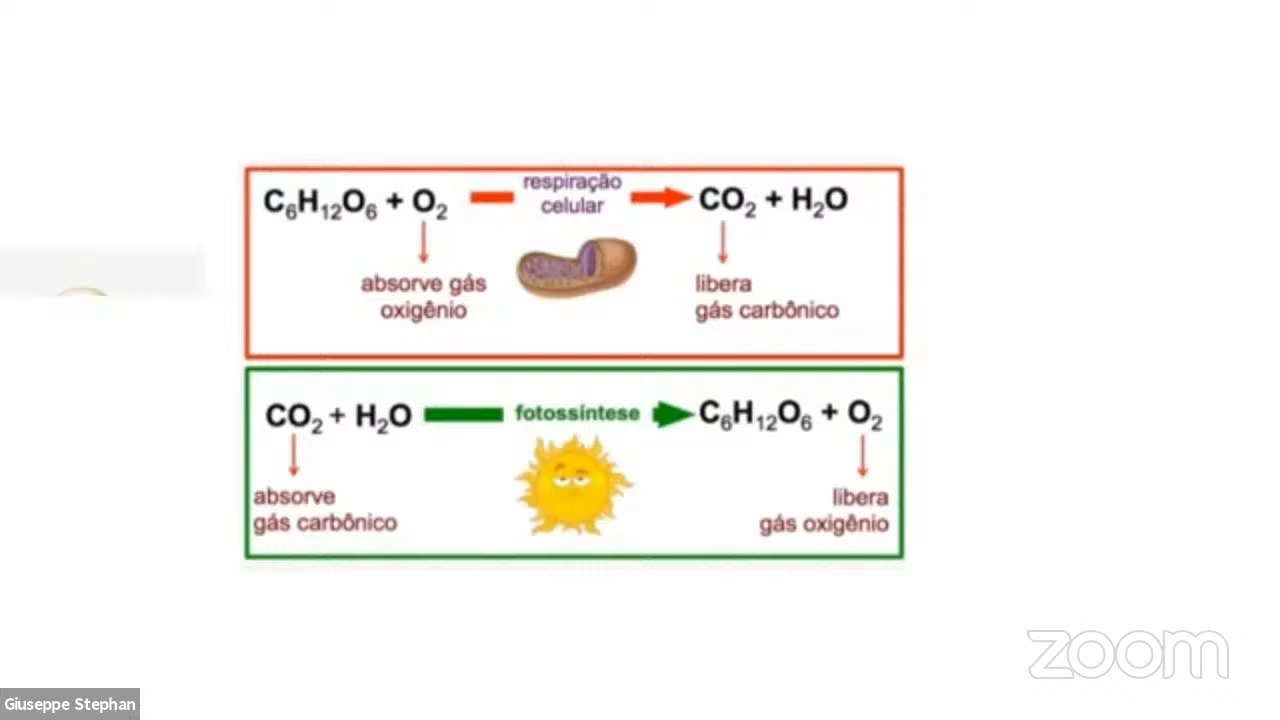 C₆H₁₂O₆ + O₂ respiração celular CO₂ + H₂O
absorve gás
oxigênio
libera
gás carbônico
CO₂ + H₂O fotossíntese C₆H₁₂O₆ + O₂
absorve
gás carbônico
libera
gás oxigênio
zoom
Giuseppe Stephan